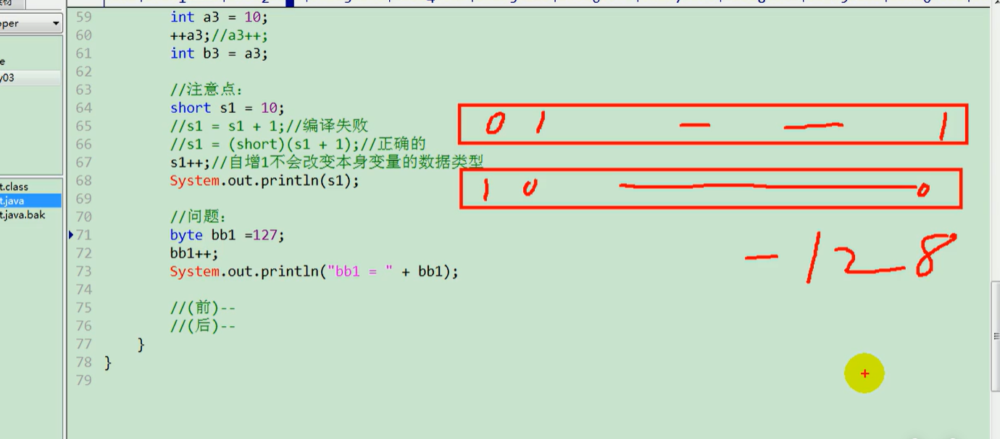 oper
e
y03
t.class
t.java
t.java.bak
59 int a3 = 10;
60 ++a3;//a3++;
61 int b3 = a3;
62
63 //注意点:
64 short s1 = 10;
65 //s1 = s1 + 1;//编译失败
66 //s1 = (short)(s1 + 1);//正确的
67 s1++;//自增1不会改变本身变量的数据类型
68 System.out.println(s1);
69
70 //问题:
71 byte bb1 =127;
72 bb1++;
73 System.out.println("bb1 = " + bb1);
74
75 //(前)--
76 //(后)--
77 }
78 }
79
0 1 — — 1
1 0 — 0
-128